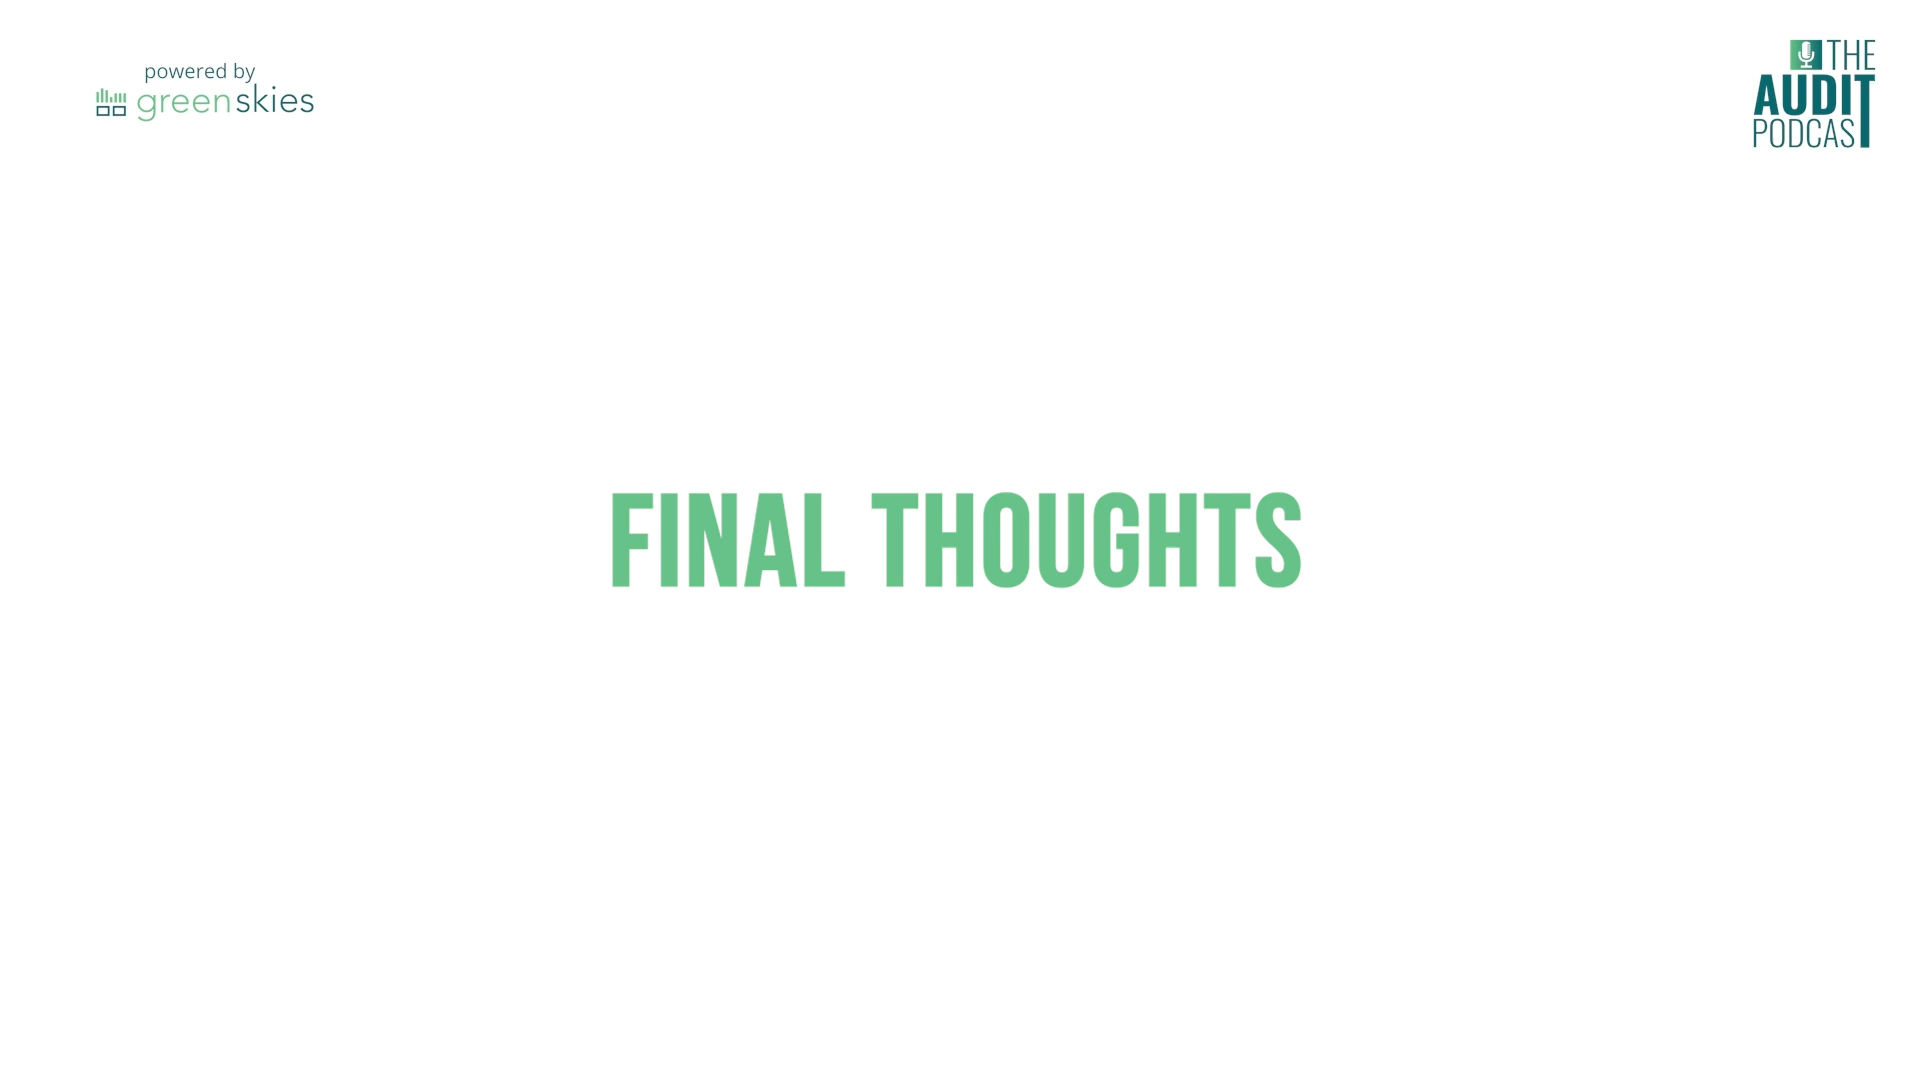 powered by
greenskies
THE
AUDIT
PODCAST
FINAL THOUGHTS